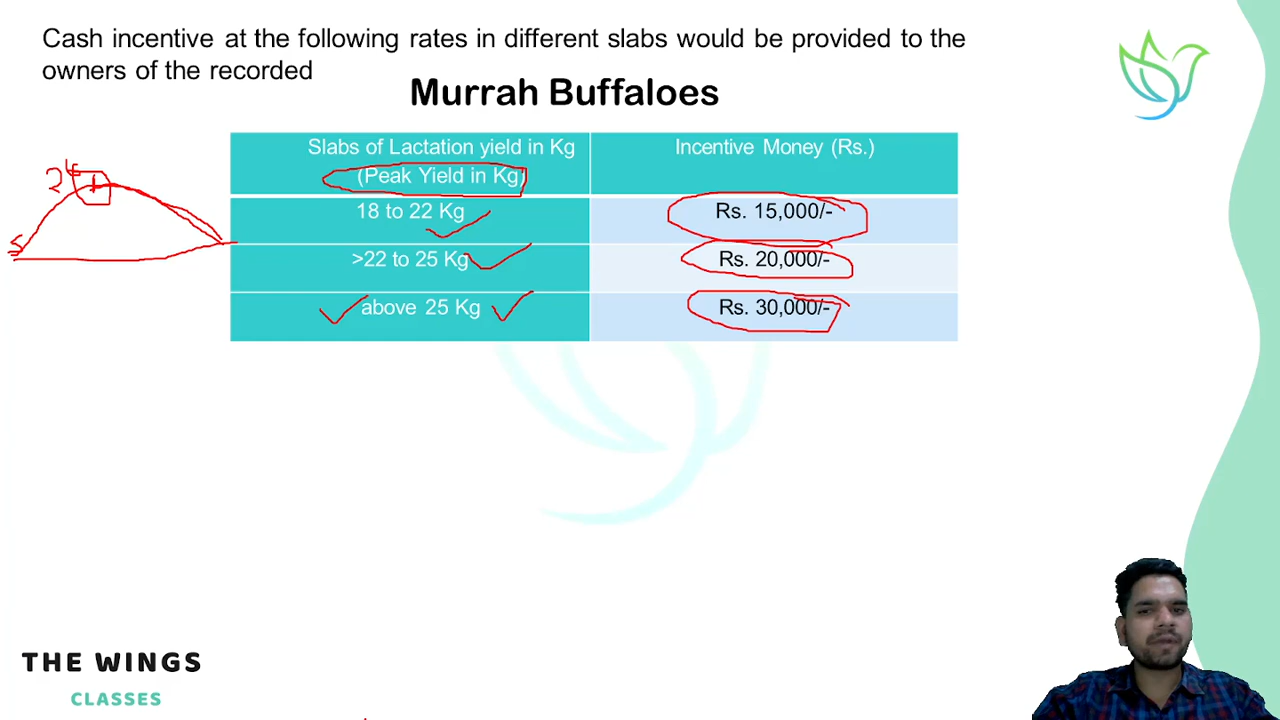 Cash incentive at the following rates in different slabs would be provided to the
owners of the recorded
Murrah Buffaloes
Slabs of Lactation yield in Kg
(Peak Yield in Kg)
Incentive Money (Rs.)
18 to 22 Kg
Rs. 15,000/-
>22 to 25 Kg
Rs. 20,000/-
above 25 Kg
Rs. 30,000/-
THE WINGS
CLASSES